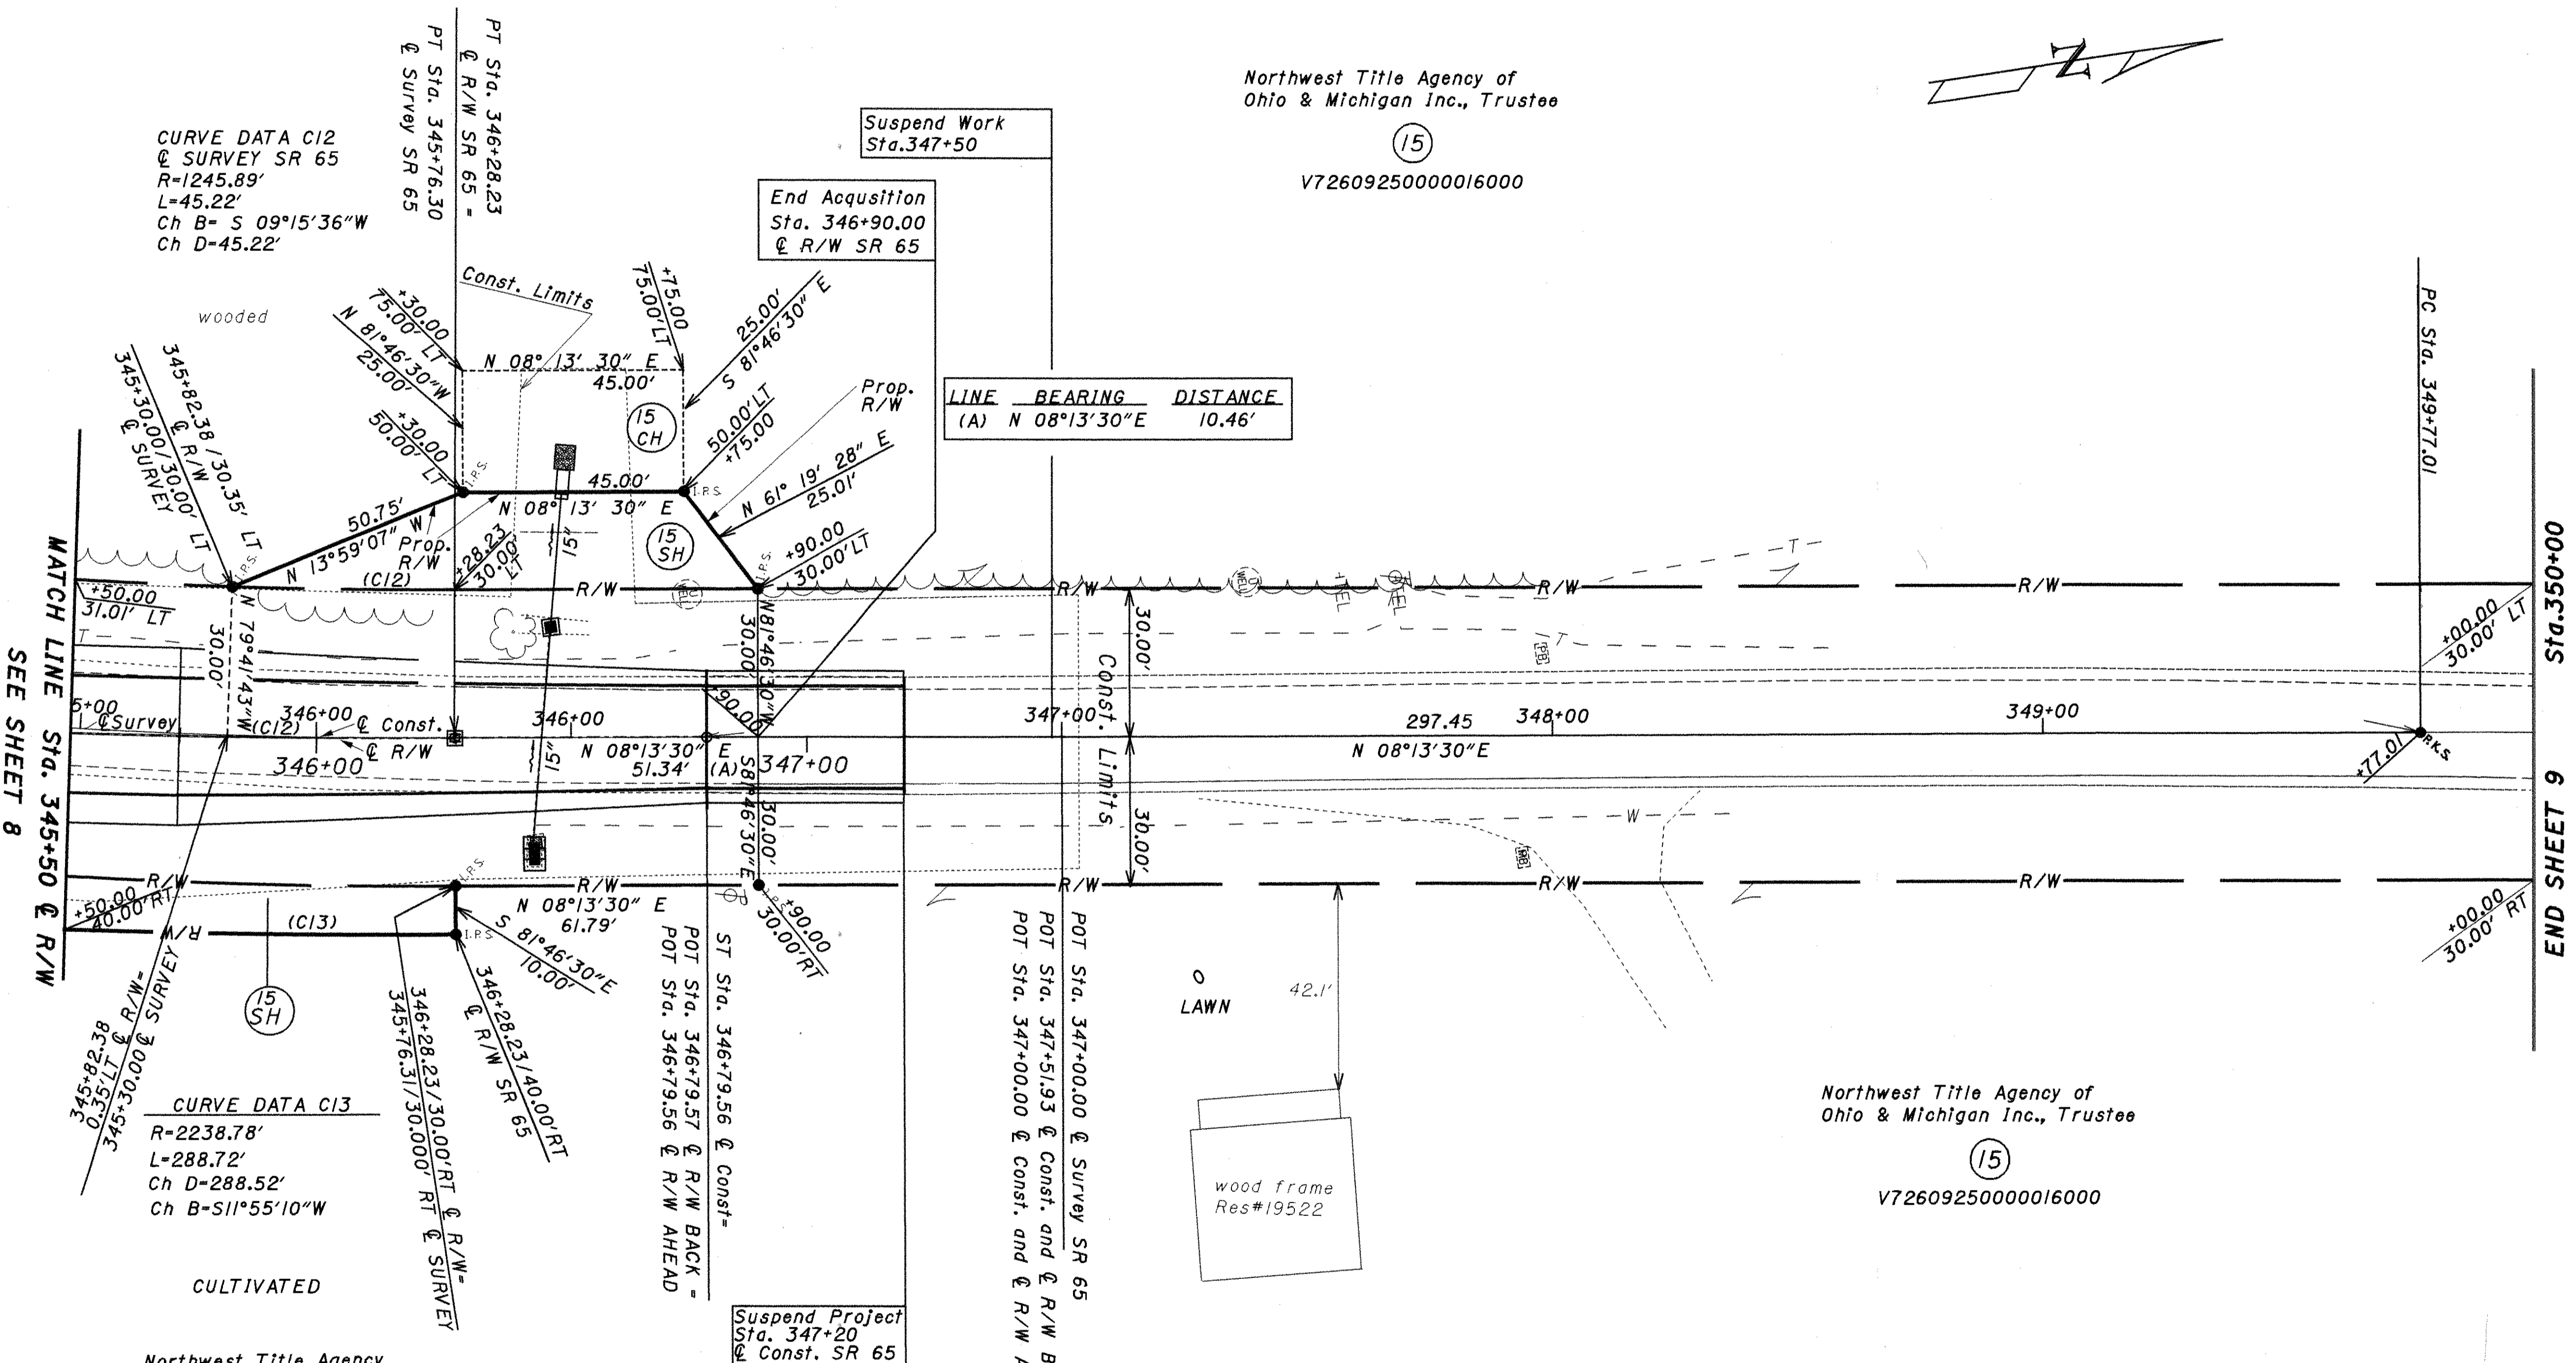 PT Sta. 346+28.23
℄ R/W SR 65 =
PT Sta. 345+76.30
℄ Survey SR 65
CURVE DATA C12
℄ SURVEY SR 65
R=1245.89'
L=45.22'
Ch B= S 09°15'36"W
Ch D=45.22'
wooded
Suspend Work
Sta.347+50
End Acqusition
Sta. 346+90.00
℄ R/W SR 65
Northwest Title Agency of
Ohio & Michigan Inc., Trustee
15
V72609250000016000
N
Const. Limits
+30.00
75.00' LT
N 81°46'30"W
25.00'
+30.00
50.00' LT
+75.00
75.00' LT
25.00'
S 81°46'30" E
N 08° 13' 30" E
45.00'
15
CH
50.00' LT
+75.00
Prop.
R/W
N 61° 19' 28" E
25.01'
LINE BEARING DISTANCE
(A) N 08°13'30"E 10.46'
345+82.38 /30.35' LT
℄ R/W
345+30.00/30.00' LT
℄ SURVEY
I.P.S.
50.75'
N 13°59'07" W
Prop.
R/W
I.P.S.
45.00'
N 08° 13' 30" E
I.P.S.
15"
15
SH
+28.23
30.00'
LT
(C12)
I.P.S.
+90.00
30.00' LT
R/W
WELL
R/W
WELL
TEL
TEL
R/W
R/W
T
T
T
+50.00
31.01' LT
N 79°41'43"W
30.00'
N81°46'30"W
30.00'
+90.00
30.00'
Const. Limits
30.00'
PC Sta. 349+77.01
+00.00
30.00' LT
Sta.350+00
END SHEET 9
MATCH LINE Sta. 345+50 ℄ R/W
SEE SHEET 8
5+00
℄Survey
(C12)
346+00
℄ Const.
℄ R/W
346+00
346+00
15"
N 08°13'30" E
51.34'
(A)
347+00
347+00
297.45
N 08°13'30"E
348+00
349+00
P.K.S.
+77.01
S81°46'30"E
30.00'
W
R/W
+50.00
40.00'RT
R/W
(C13)
I.P.S.
R/W
N 08°13'30" E
61.79'
I.P.S.
S 81°46'30"E
10.00'
I.P.S.
+90.00
30.00'RT
R/W
R/W
R/W
+00.00
30.00' RT
15
SH
345+82.38
0.35'LT ℄ R/W=
345+30.00 ℄ SURVEY
346+28.23/30.00'RT ℄ R/W=
345+76.31/30.000' RT ℄ SURVEY
346+28.23/40.00'RT
℄ R/W SR 65
ST Sta. 346+79.56 ℄ Const=
POT Sta. 346+79.57 ℄ R/W BACK =
POT Sta. 346+79.56 ℄ R/W AHEAD
POT Sta. 347+00.00 ℄ Survey SR 65
POT Sta. 347+51.93 ℄ Const. and ℄ R/W B
POT Sta. 347+00.00 ℄ Const. and ℄ R/W A
LAWN
42.1'
wood frame
Res#19522
CURVE DATA C13
R=2238.78'
L=288.72'
Ch D=288.52'
Ch B=S11°55'10"W
CULTIVATED
Northwest Title Agency
Suspend Project
Sta. 347+20
℄ Const. SR 65
Northwest Title Agency of
Ohio & Michigan Inc., Trustee
15
V72609250000016000